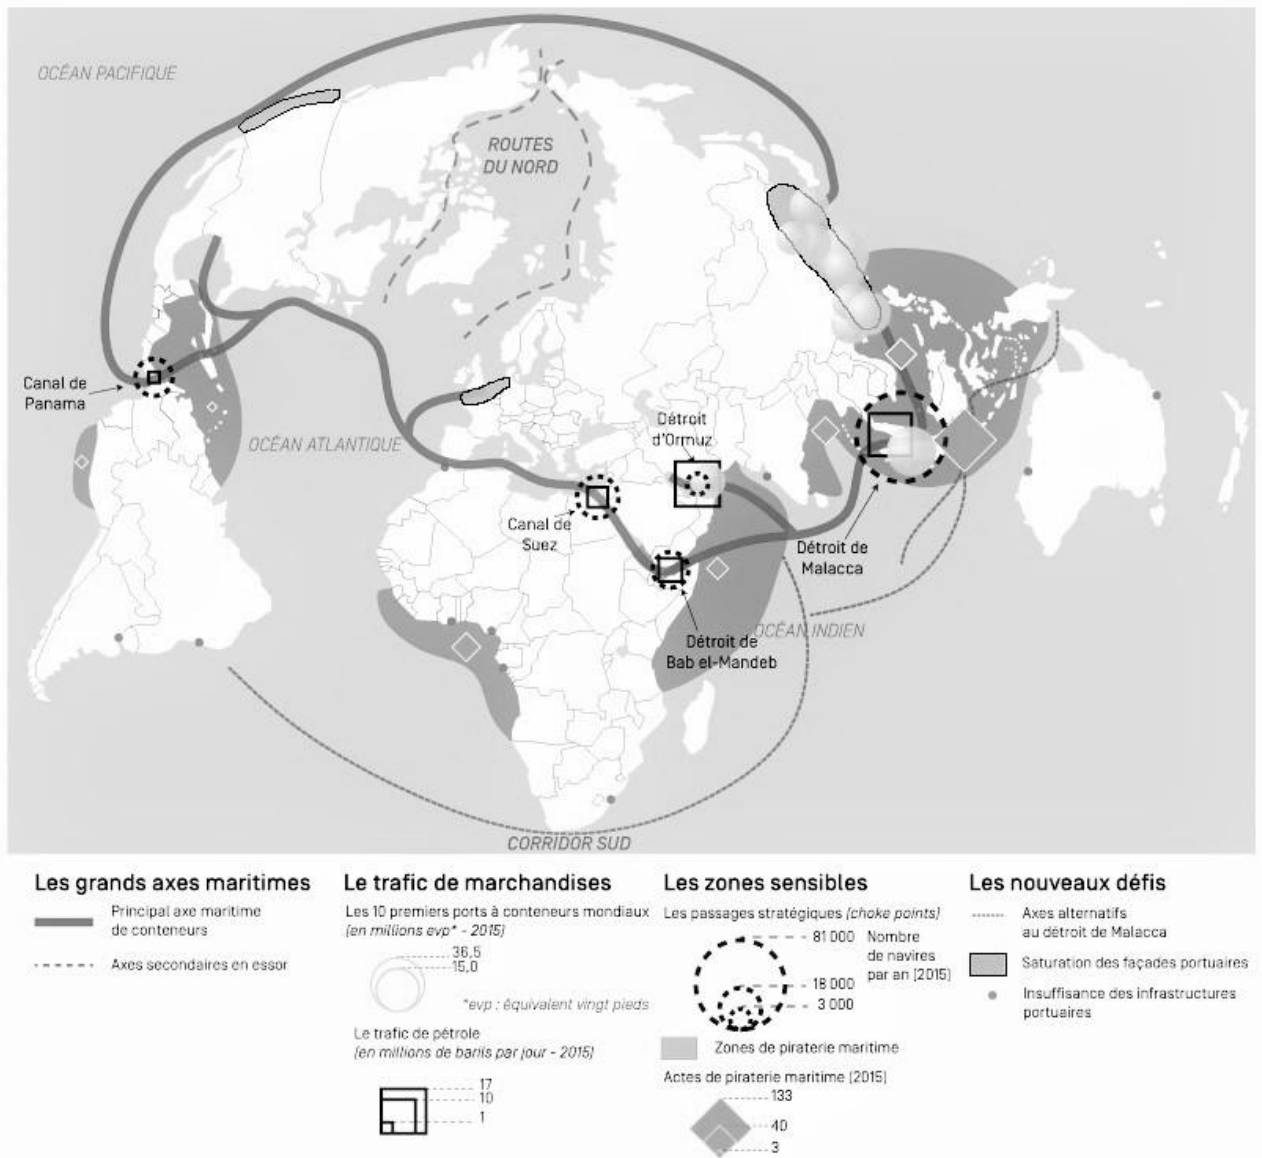 OCÉAN PACIFIQUE
ROUTES
DU NORD
Canal de
Panama
OCÉAN ATLANTIQUE
Détroit
d'Ormuz
Canal de
Suez
Détroit de
Malacca
OCÉAN INDIEN
Détroit de
Bab el-Mandeb
CORRIDOR SUD
Les grands axes maritimes
Principal axe maritime
de conteneurs
Axes secondaires en essor
Le trafic de marchandises
Les 10 premiers ports à conteneurs mondiaux
(en millions evp* - 2015)
36,5
15,0
*evp : équivalent vingt pieds
Le trafic de pétrole
(en millions de barils par jour - 2015)
17
10
1
Les zones sensibles
Les passages stratégiques (choke points)
81 000 Nombre
de navires
par an (2015)
18 000
3 000
Zones de piraterie maritime
Actes de piraterie maritime (2015)
133
40
3
Les nouveaux défis
Axes alternatifs
au détroit de Malacca
Saturation des façades portuaires
Insuffisance des infrastructures
portuaires